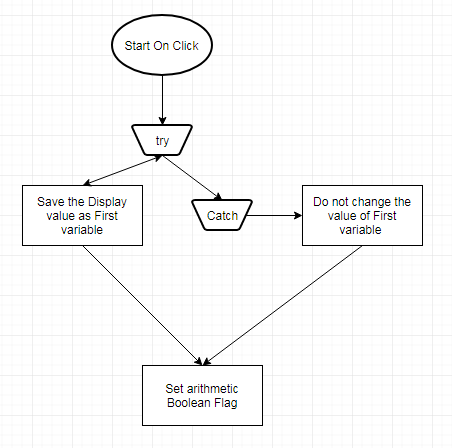 Start On Click
try
Save the Display
value as First
variable
Catch
Do not change the
value of First
variable
Set arithmetic
Boolean Flag